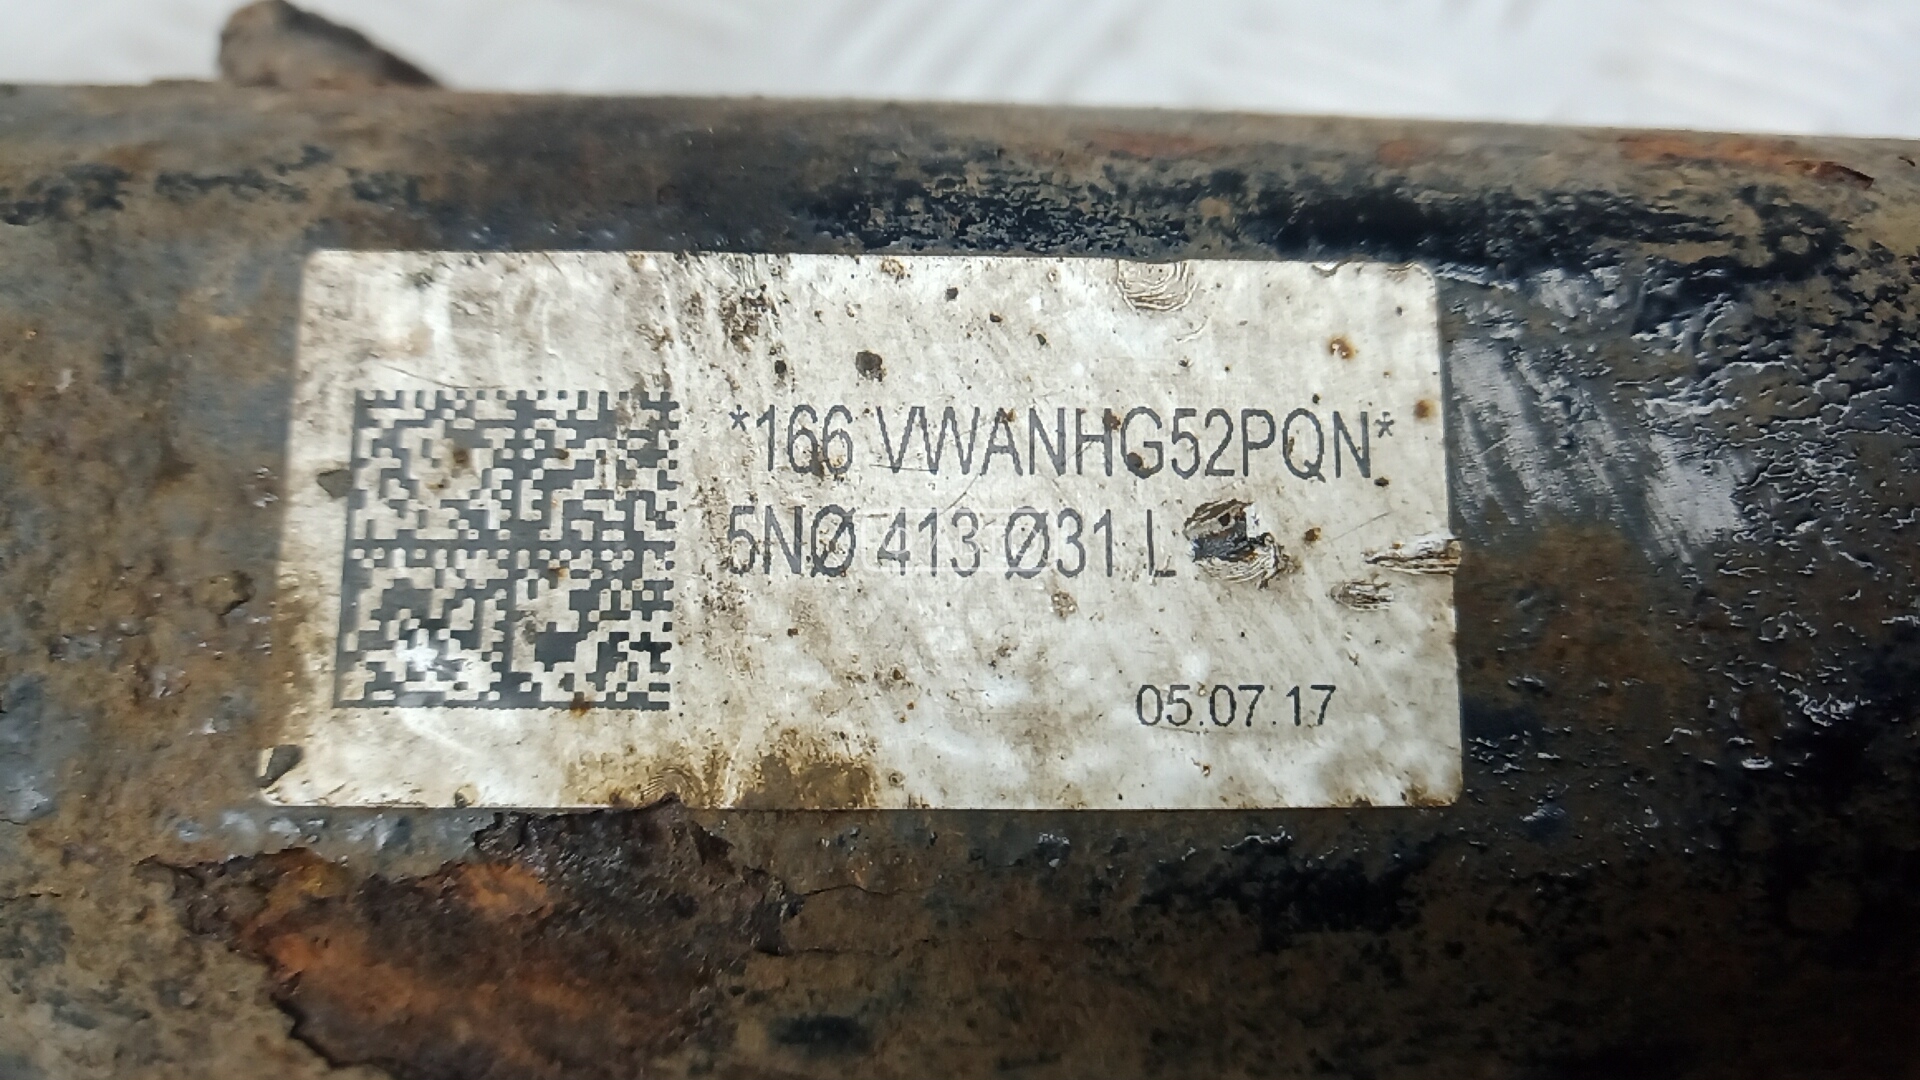 *166 VWANHG52PQN*
5NØ 413 Ø31 L
05.07.17